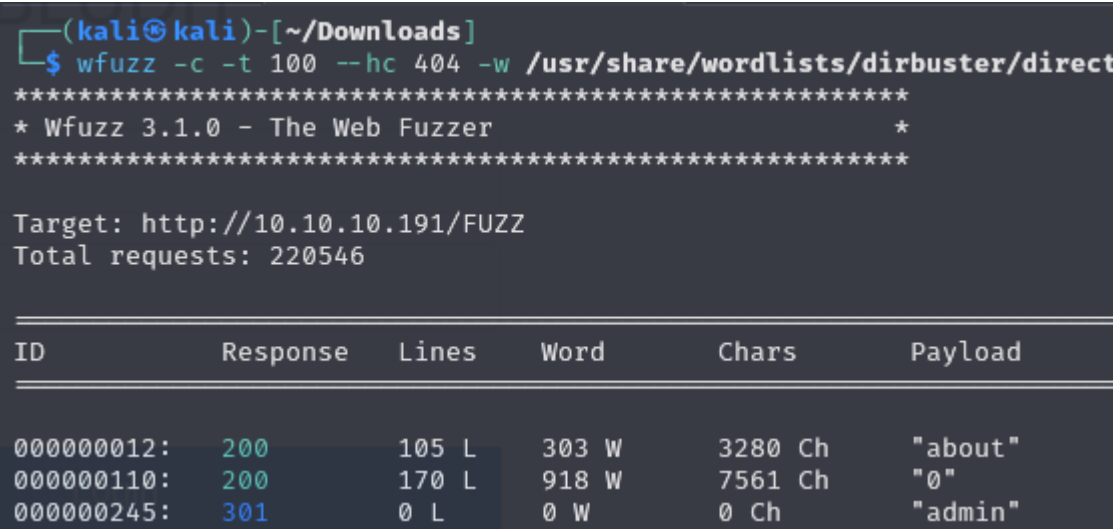 (kali㉿kali)-[~/Downloads]
$ wfuzz -c -t 100 --hc 404 -w /usr/share/wordlists/dirbuster/direct
********************************************************
* Wfuzz 3.1.0 - The Web Fuzzer *
********************************************************
Target: http://10.10.10.191/FUZZ
Total requests: 220546
ID Response Lines Word Chars Payload
000000012: 200 105 L 303 W 3280 Ch "about"
000000110: 200 170 L 918 W 7561 Ch "0"
000000245: 301 0 L 0 W 0 Ch "admin"